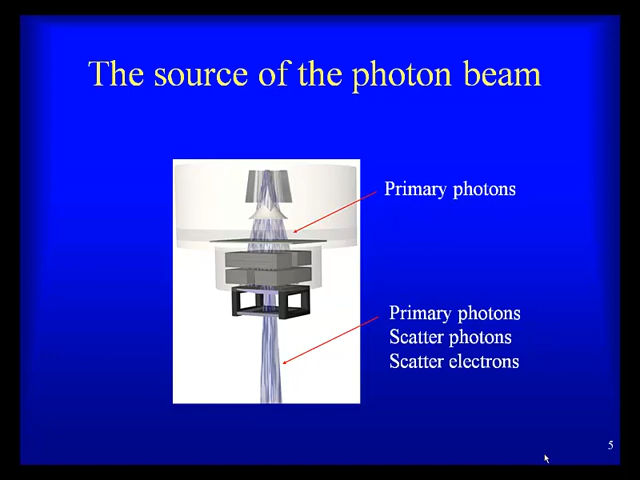 The source of the photon beam
Primary photons
Primary photons
Scatter photons
Scatter electrons
5